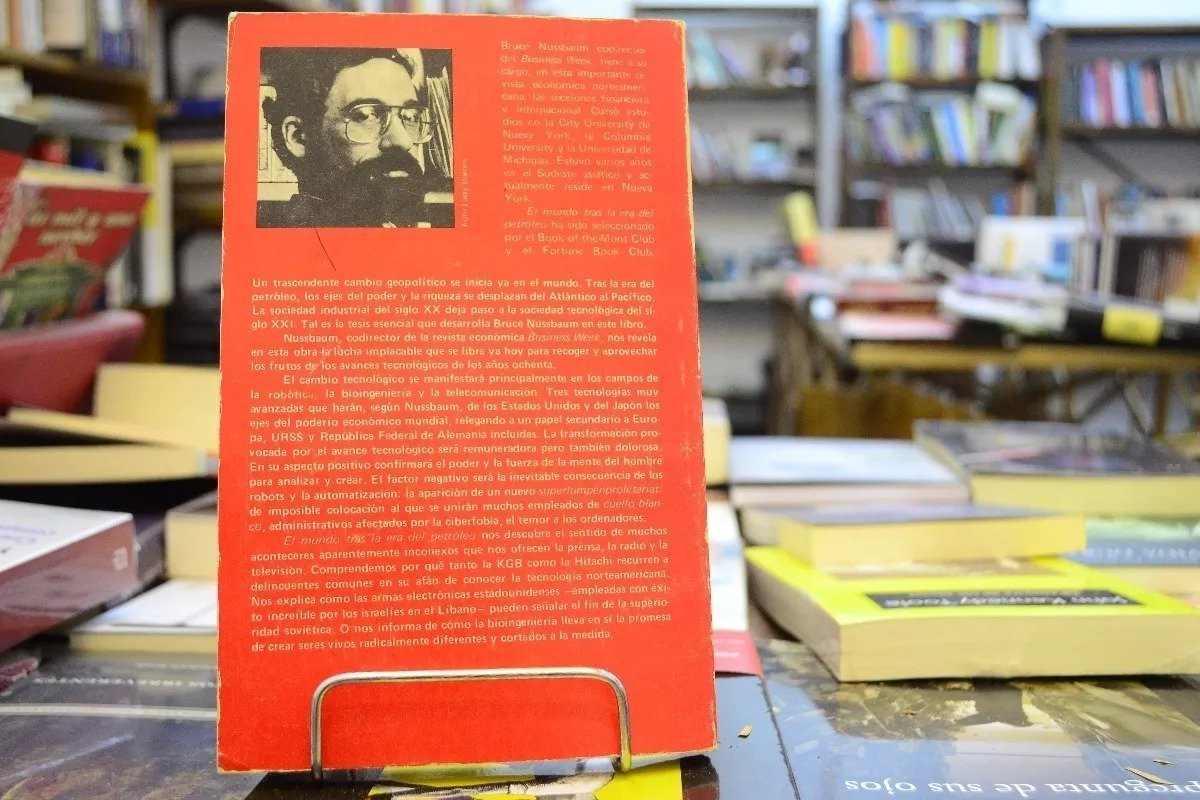 Bruce Nussbaum, codirector
del Business Week, tiene a su
cargo, en esta importante re-
vista económica norteameri-
cana, las secciones financiera
e internacional. Cursó estu-
dios en la City University de
Nueva York, la Columbia
University y la Universidad de
Michigan. Estuvo varios años
en el Sudeste asiático y ac-
tualmente reside en Nueva
York.
El mundo tras la era del
petróleo ha sido seleccionado
por el Book-of-the-Mont Club
y el Fortune Book Club
Un trascendente cambio geopolítico se inicia ya en el mundo. Tras la era del
petróleo, los ejes del poder y la riqueza se desplazan del Atlántico al Pacífico.
La sociedad industrial del siglo XX deja paso a la sociedad tecnológica del si-
glo XXI. Tal es la tesis esencial que desarrolla Bruce Nussbaum en este libro.
Nussbaum, codirector de la revista económica Business Week, nos revela
en esta obra la lucha implacable que se libra ya hoy para recoger y aprovechar
los frutos de los avances tecnológicos de los años ochenta.
El cambio tecnológico se manifestará principalmente en los campos de
la robótic.., la bioingeniería y la telecomunicación. Tres tecnologías muy
avanzadas que harán, según Nussbaum, de los Estados Unidos y del Japón los
ejes del poderío económico mundial, relegando a un papel secundario a Euro-
pa, URSS y República Federal de Alemania incluidas. La transformación pro-
vocada por el avance tecnológico será remuneradora pero también dolorosa.
En su aspecto positivo confirmará el poder y la fuerza de la mente del hombre
para analizar y crear. El factor negativo será la inevitable consecuencia de los
robots y la automatización: la aparición de un nuevo superlumpenproletariat:
de imposible colocación al que se unirán muchos empleados de cuello blan-
co, administrativos afectados por la ciberfobia, el temor a los ordenadores.
El mundo tras la era del petróleo nos descubre el sentido de muchos
aconteceres aparentemente inconexos que nos ofrecen la prensa, la radio y la
televisión. Comprendemos por qué tanto la KGB como la Hitachi recurren a
delincuentes comunes en su afán de conocer la tecnología norteamericana.
Nos explica como las armas electrónicas estadounidenses —empleadas con éxi-
to increíble por los israelíes en el Líbano— pueden señalar el fin de la superio-
ridad soviética. O nos informa de cómo la bioingeniería lleva en sí la promesa
de crear seres vivos radicalmente diferentes y cortados a la medida.
pregunta de sus ojos